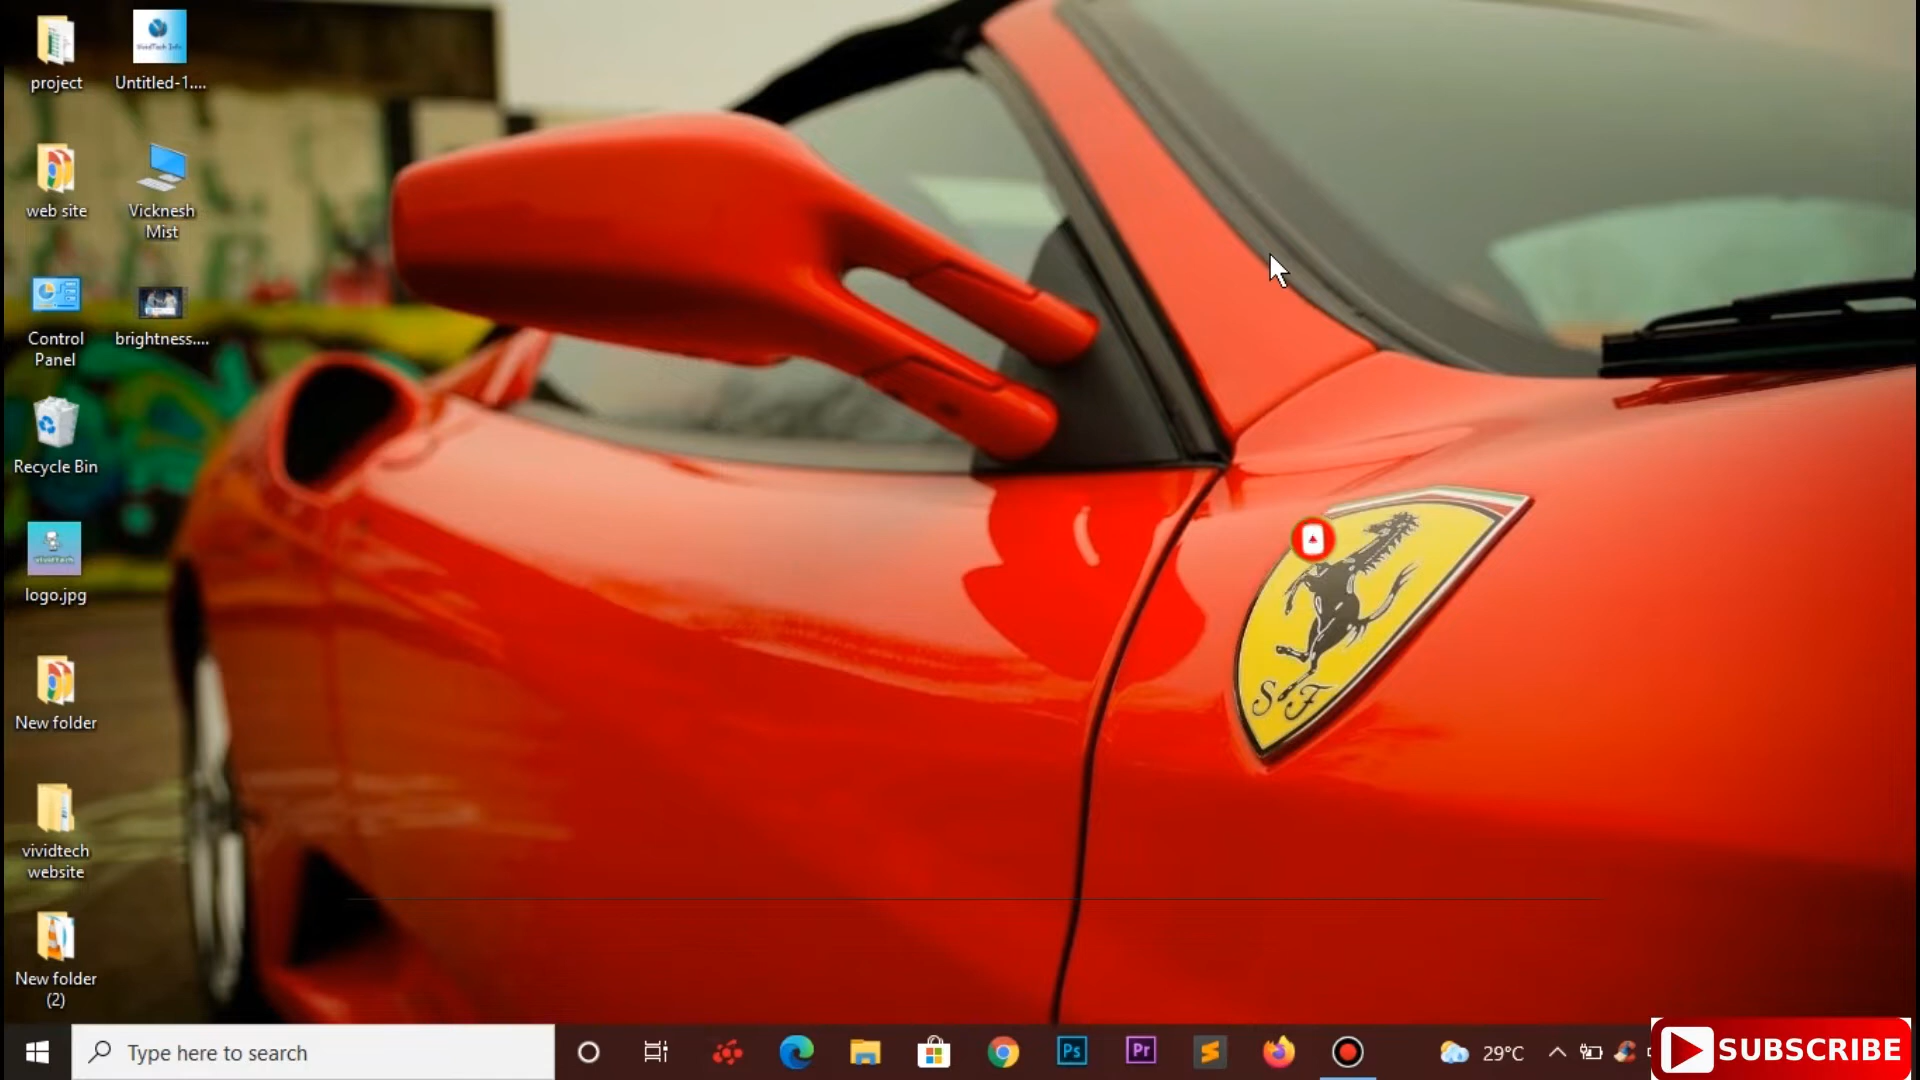 project
Untitled-1....
web site
Vicknesh
Mist
Control
Panel
brightness....
Recycle Bin
logo.jpg
New folder
vividtech
website
New folder
(2)
S F
Type here to search
Ps
Pr
29°C
SUBSCRIBE